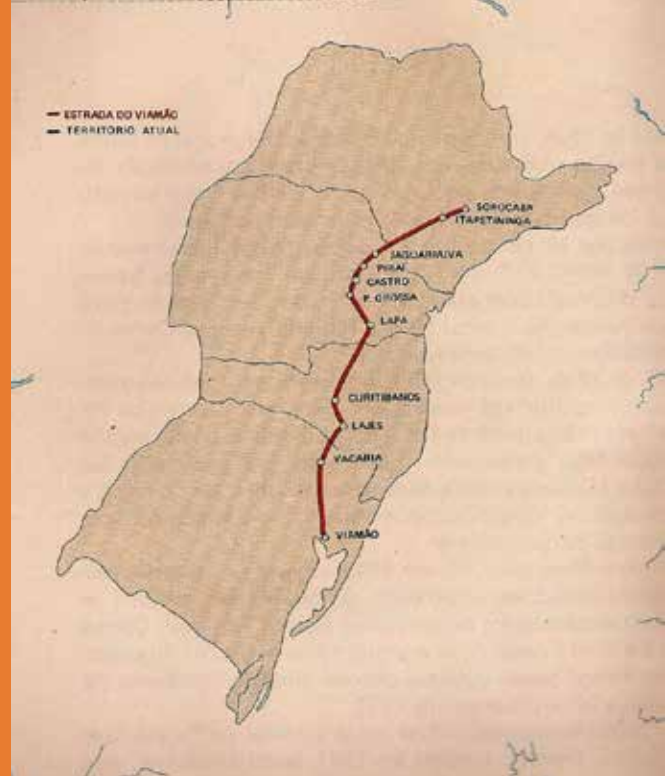 ESTRADA DO VIAMÃO
TERRITÓRIO ATUAL
SOROCABA
ITAPETININGA
JAGUARIAIVA
PIRAÍ
CASTRO
P. GROSSA
LAPA
CURITIBANOS
LAJES
VACARIA
VIAMÃO